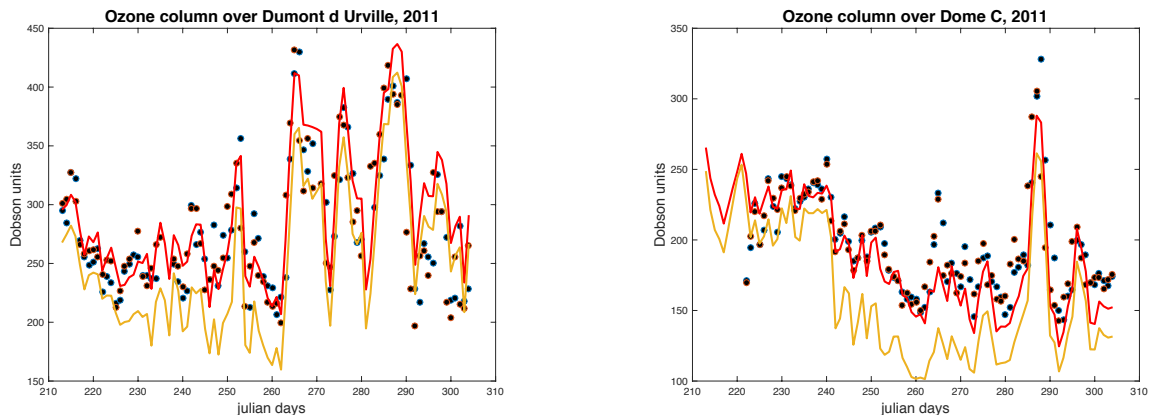 Ozone column over Dumont d Urville, 2011
Dobson units
450
400
350
300
250
200
150
210 220 230 240 250 260 270 280 290 300 310
julian days
Ozone column over Dome C, 2011
Dobson units
350
300
250
200
150
100
210 220 230 240 250 260 270 280 290 300 310
julian days